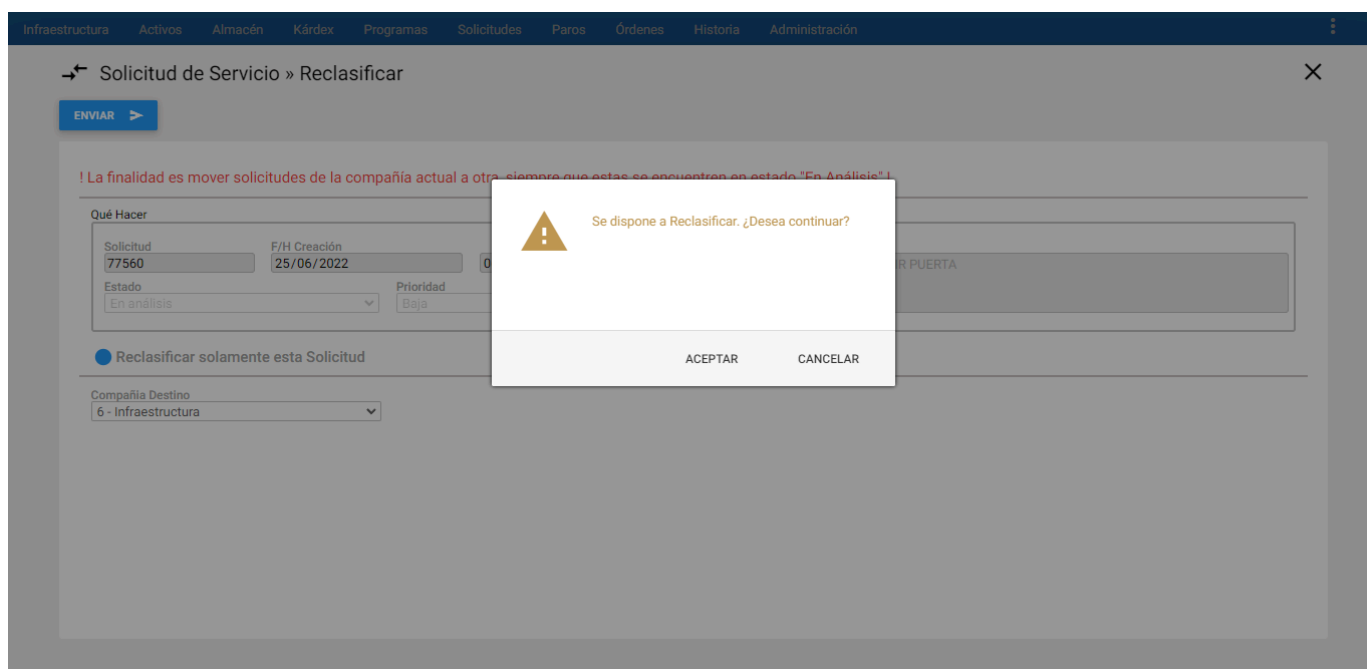 Infraestructura Activos Almacén Kárdex Programas Solicitudes Paros Órdenes Historia Administración
Solicitud de Servicio » Reclasificar
ENVIAR
! La finalidad es mover solicitudes de la compañía actual a otra, siempre que estas se encuentren en estado "En Análisis" !
Se dispone a Reclasificar. ¿Desea continuar?
Qué Hacer
Solicitud F/H Creación
77560 25/06/2022 PUERTA
Estado Prioridad
En análisis Baja
Reclasificar solamente esta Solicitud
ACEPTAR CANCELAR
Compañia Destino
6 - Infraestructura